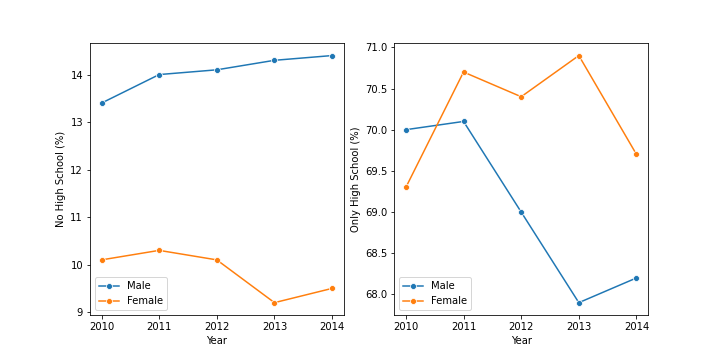 No High School (%)
14
13
12
11
10
9
2010 2011 2012 2013 2014
Year
Male
Female
Only High School (%)
71.0
70.5
70.0
69.5
69.0
68.5
68.0
2010 2011 2012 2013 2014
Year
Male
Female